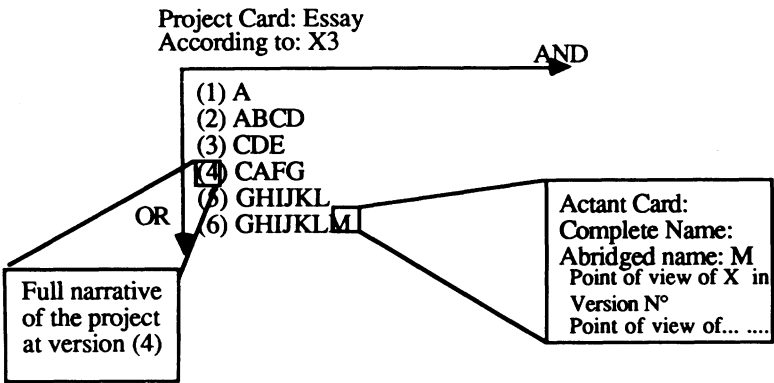 Project Card: Essay
According to: X3
AND
(1) A
(2) ABCD
(3) CDE
(4) CAFG
(5) GHIJKL
(6) GHIJKLM
OR
Full narrative
of the project
at version (4)
Actant Card:
Complete Name:
Abridged name: M
Point of view of X in
Version N°
Point of view of... ....